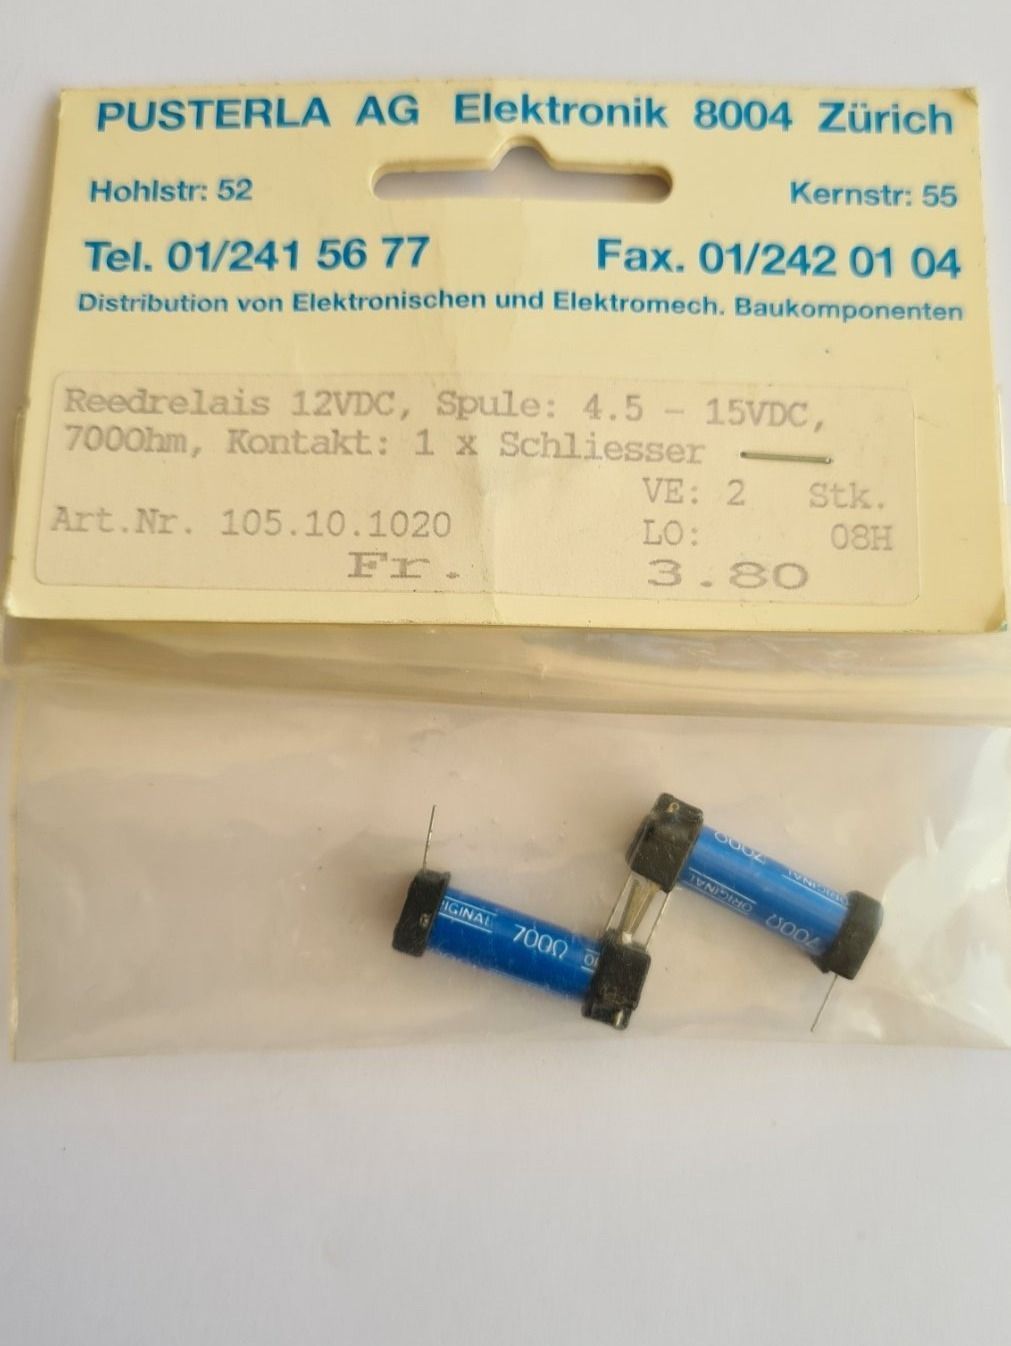 PUSTERLA AG Elektronik 8004 Zürich
Hohlstr: 52 Kernstr: 55
Tel. 01/241 56 77 Fax. 01/242 01 04
Distribution von Elektronischen und Elektromech. Baukomponenten
Reedrelais 12VDC, Spule: 4.5 - 15VDC,
700Ohm, Kontakt: 1 x Schliesser
VE: 2 Stk.
Art.Nr. 105.10.1020 LO: 08H
Fr. 3.80
IGINAL 700Ω
700Ω
ORIGINAL 700Ω